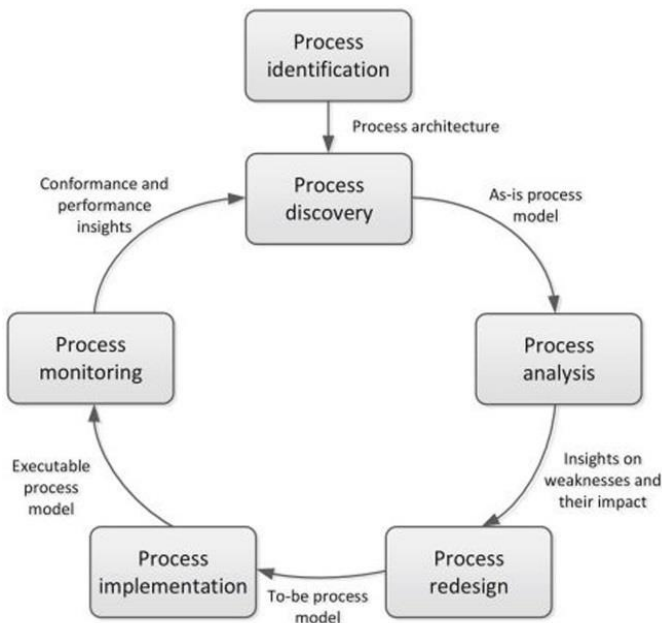 Process
identification
Process architecture
Process
discovery
As-is process
model
Process
analysis
Insights on
weaknesses and
their impact
Process
redesign
To-be process
model
Process
implementation
Executable
process
model
Process
monitoring
Conformance and
performance
insights